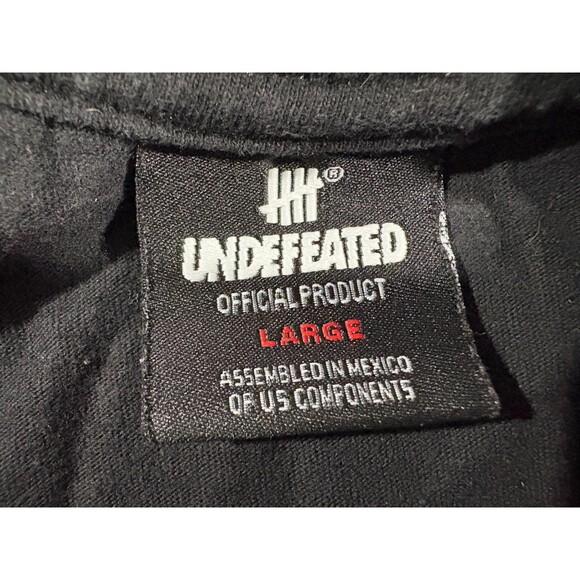 ®
UNDEFEATED
OFFICIAL PRODUCT
LARGE
ASSEMBLED IN MEXICO
OF US COMPONENTS